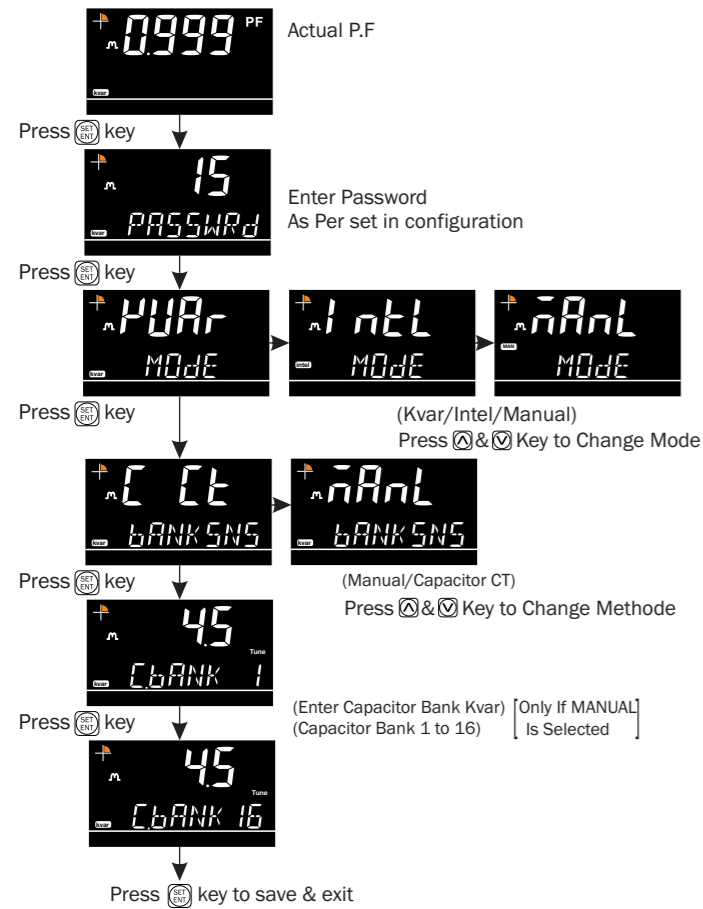 0.999 PF
kvar
Actual P.F
Press SET ENT key
15
PASSWRd
kvar
Enter Password
As Per set in configuration
Press SET ENT key
KVAr
MOdE
kvar
IntL
MOdE
intel
MAnL
MOdE
MAN
Press SET ENT key
(Kvar/Intel/Manual)
Press & Key to Change Mode
C Ct
bANK SNS
kvar
MAnL
bANK SNS
kvar
Press SET ENT key
(Manual/Capacitor CT)
Press & Key to Change Methode
4.5
Tune
C.bANK 1
kvar
Press SET ENT key
(Enter Capacitor Bank Kvar) [Only If MANUAL
(Capacitor Bank 1 to 16) Is Selected]
4.5
Tune
C.bANK 16
kvar
Press SET ENT key to save & exit